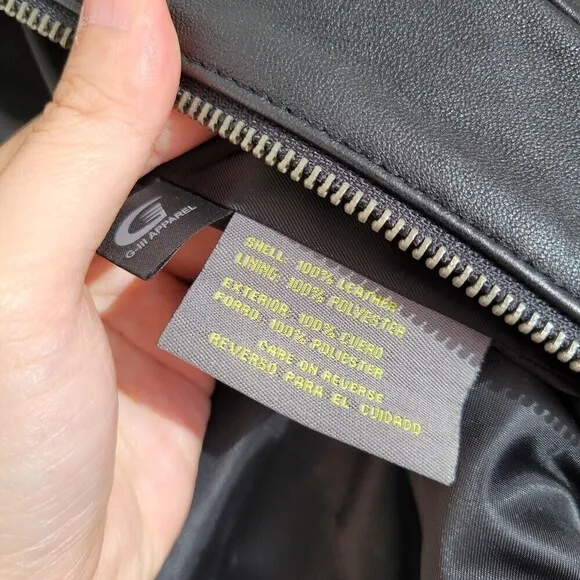 G
G-III APPAREL
SHELL: 100% LEATHER
LINING: 100% POLYESTER
EXTERIOR: 100% CUERO
FORRO: 100% POLIESTER
CARE ON REVERSE
REVERSO PARA EL CUIDADO